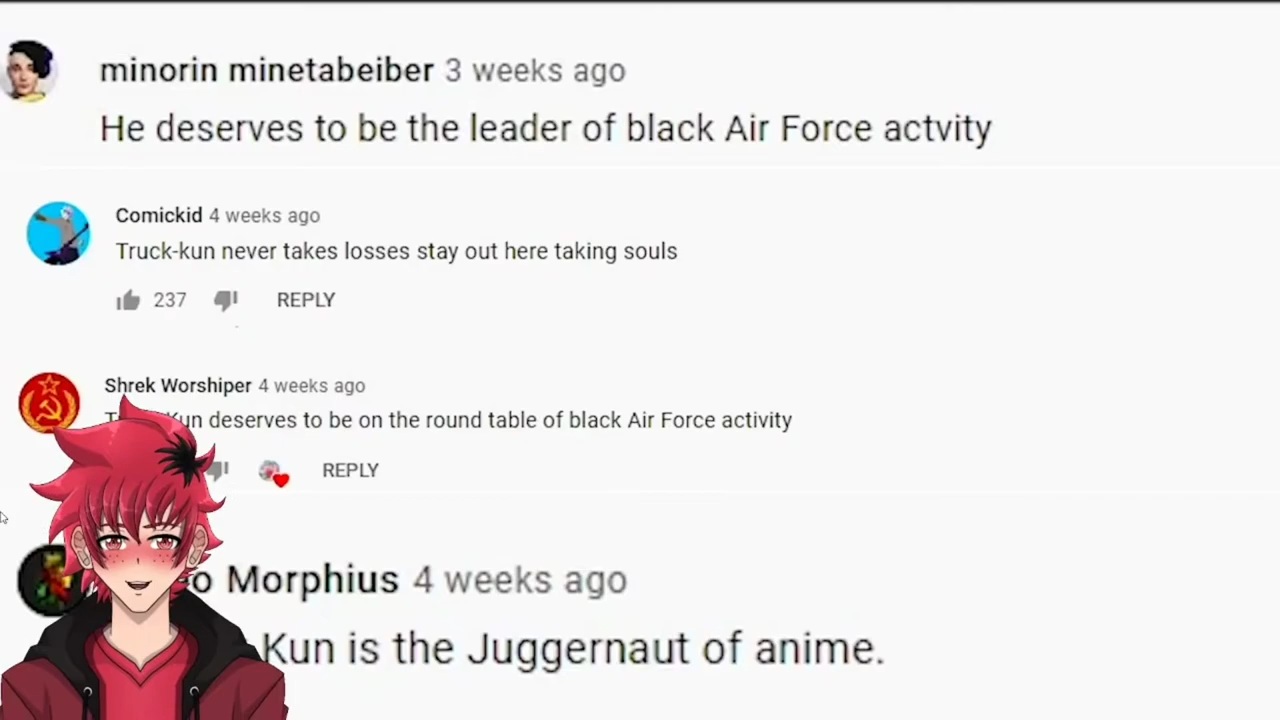 minorin minetabeiber 3 weeks ago
He deserves to be the leader of black Air Force actvity
Comickid 4 weeks ago
Truck-kun never takes losses stay out here taking souls
237 REPLY
Shrek Worshiper 4 weeks ago
Kun deserves to be on the round table of black Air Force activity
REPLY
Morphius 4 weeks ago
Kun is the Juggernaut of anime.